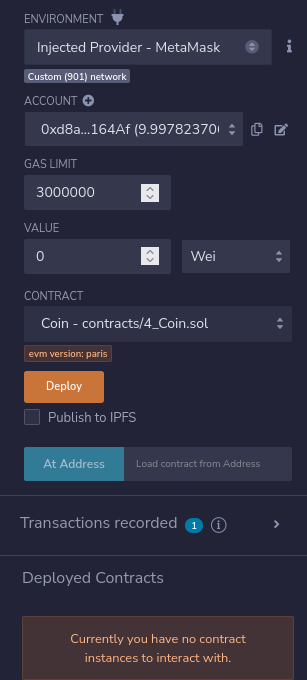 ENVIRONMENT
Injected Provider - MetaMask
Custom (901) network
ACCOUNT
0xd8a...164Af (9.99782370(
GAS LIMIT
3000000
VALUE
0
Wei
CONTRACT
Coin - contracts/4_Coin.sol
evm version: paris
Deploy
Publish to IPFS
At Address
Load contract from Address
Transactions recorded 1 i
Deployed Contracts
Currently you have no contract
instances to interact with.